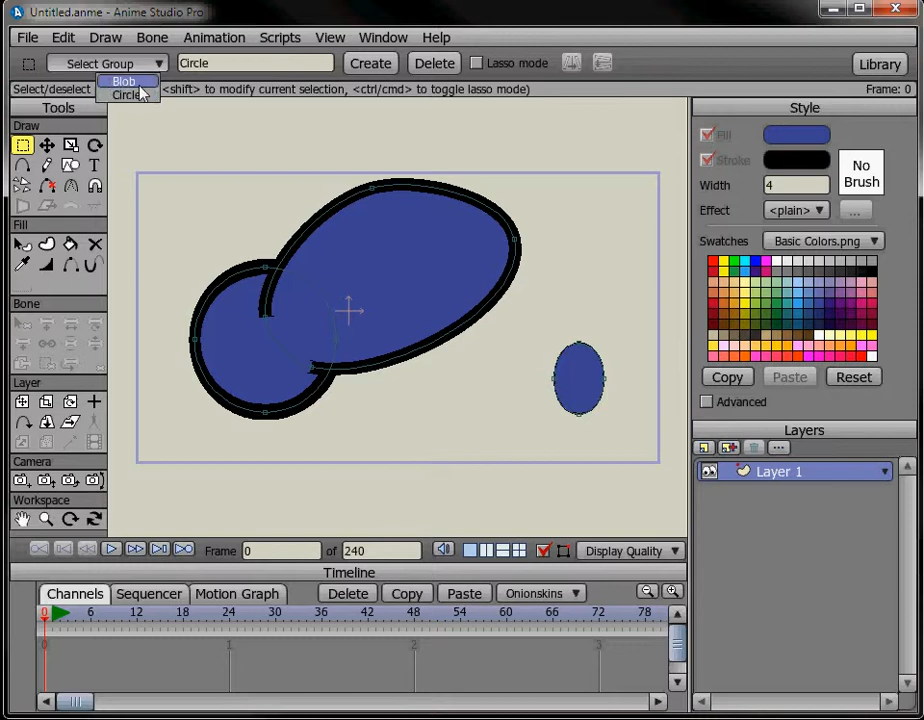 Untitled.anme - Anime Studio Pro
File Edit Draw Bone Animation Scripts View Window Help
Select Group Circle Create Delete Lasso mode Library
Blob
Circle
Select/deselect <shift> to modify current selection, <ctrl/cmd> to toggle lasso mode) Frame: 0
Tools
Draw
T
Fill
Bone
Layer
Camera
Workspace
Style
Fill
Stroke
No Brush
Width 4
Effect <plain> ...
Swatches Basic Colors.png
Copy Paste Reset
Advanced
Layers
Layer 1
Frame 0 of 240 Display Quality
Timeline
Channels Sequencer Motion Graph Delete Copy Paste Onionskins
0 6 12 18 24 30 36 42 48 54 60 66 72 78
0 1 2 3